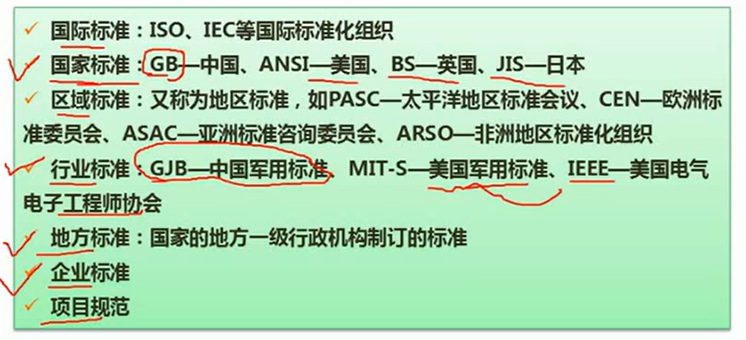 国际标准：ISO、IEC等国际标准化组织
国家标准：GB—中国、ANSI—美国、BS—英国、JIS—日本
区域标准：又称为地区标准，如PASC—太平洋地区标准会议、CEN—欧洲标
准委员会、ASAC—亚洲标准咨询委员会、ARSO—非洲地区标准化组织
行业标准：GJB—中国军用标准、MIT-S—美国军用标准、IEEE—美国电气
电子工程师协会
地方标准：国家的地方一级行政机构制订的标准
企业标准
项目规范